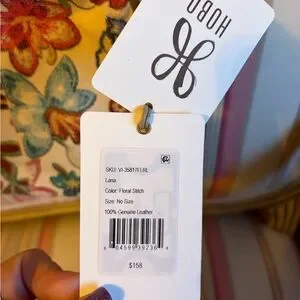 HOBO
SKU: VI-35817FLRL
Lana
Color: Floral Stitch
Size: No Size
100% Genuine Leather
$158